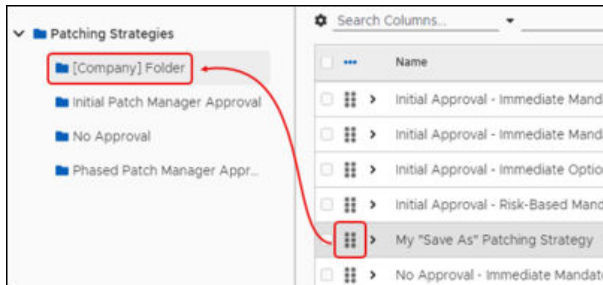 Patching Strategies
[Company] Folder
Initial Patch Manager Approval
No Approval
Phased Patch Manager Appr...
Search Columns...
Name
Initial Approval - Immediate Mand
Initial Approval - Immediate Mand
Initial Approval - Immediate Optio
Initial Approval - Risk-Based Mand
My "Save As" Patching Strategy
No Approval - Immediate Mandat